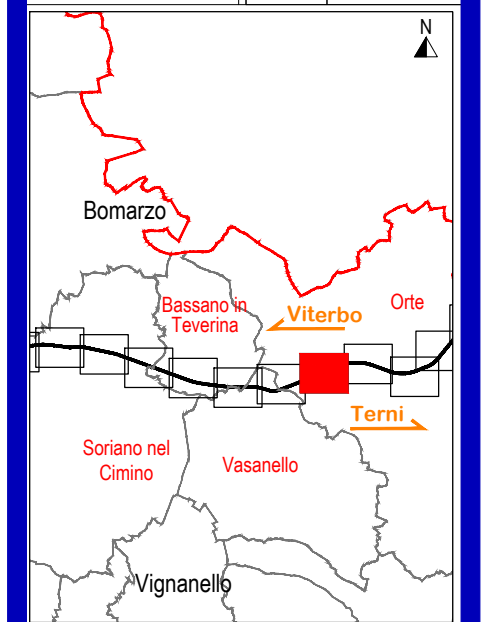 N
Bomarzo
Bassano in
Teverina
Viterbo
Orte
Terni
Soriano nel
Cimino
Vasanello
Vignanello